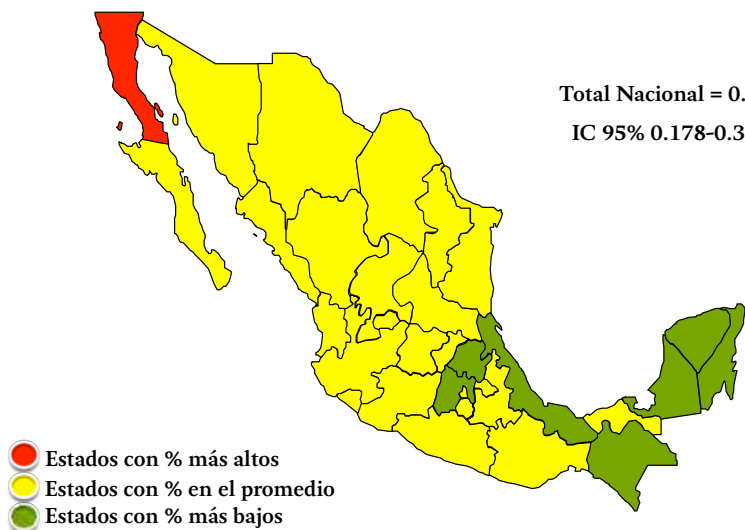 Total Nacional = 0.
IC 95% 0.178-0.3
Estados con % más altos
Estados con % en el promedio
Estados con % más bajos